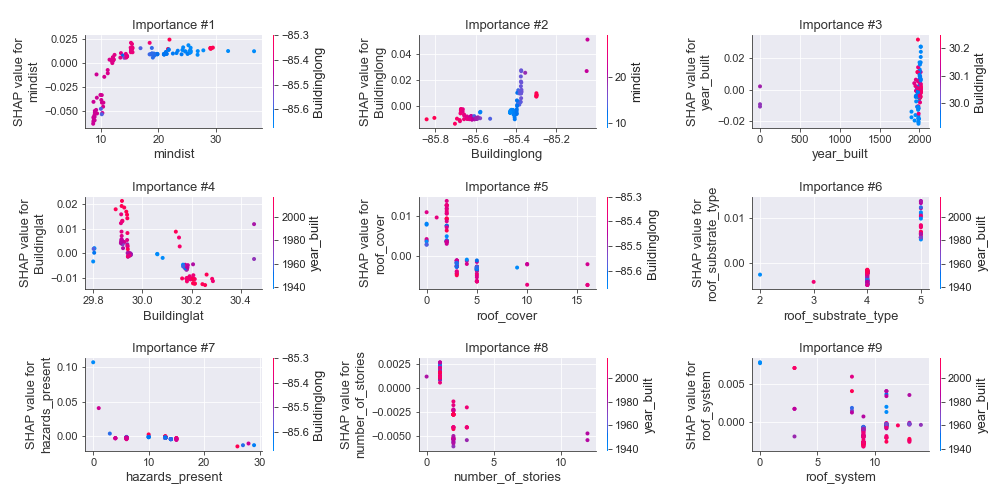 Importance #1
SHAP value for
mindist
0.025
0.000
−0.025
−0.050
10
20
30
mindist
−85.3
−85.4
−85.5
−85.6
Buildinglong
Importance #2
SHAP value for
Buildinglong
0.04
0.02
0.00
−85.8
−85.6
−85.4
−85.2
Buildinglong
20
10
mindist
Importance #3
SHAP value for
year_built
0.02
0.00
−0.02
0
500
1000
1500
2000
year_built
30.2
30.1
30.0
Buildinglat
Importance #4
SHAP value for
Buildinglat
0.02
0.01
0.00
−0.01
29.8
30.0
30.2
30.4
Buildinglat
2000
1980
1960
1940
year_built
Importance #5
SHAP value for
roof_cover
0.01
0.00
0
5
10
15
roof_cover
−85.3
−85.4
−85.5
−85.6
Buildinglong
Importance #6
SHAP value for
roof_substrate_type
0.01
0.00
2
3
4
5
roof_substrate_type
2000
1980
1960
1940
year_built
Importance #7
SHAP value for
hazards_present
0.10
0.05
0.00
0
10
20
30
hazards_present
−85.3
−85.4
−85.5
−85.6
Buildinglong
Importance #8
SHAP value for
number_of_stories
0.0025
0.0000
−0.0025
−0.0050
0
5
10
number_of_stories
2000
1980
1960
1940
year_built
Importance #9
SHAP value for
roof_system
0.005
0.000
0
10
roof_system
2000
1980
1960
1940
year_built